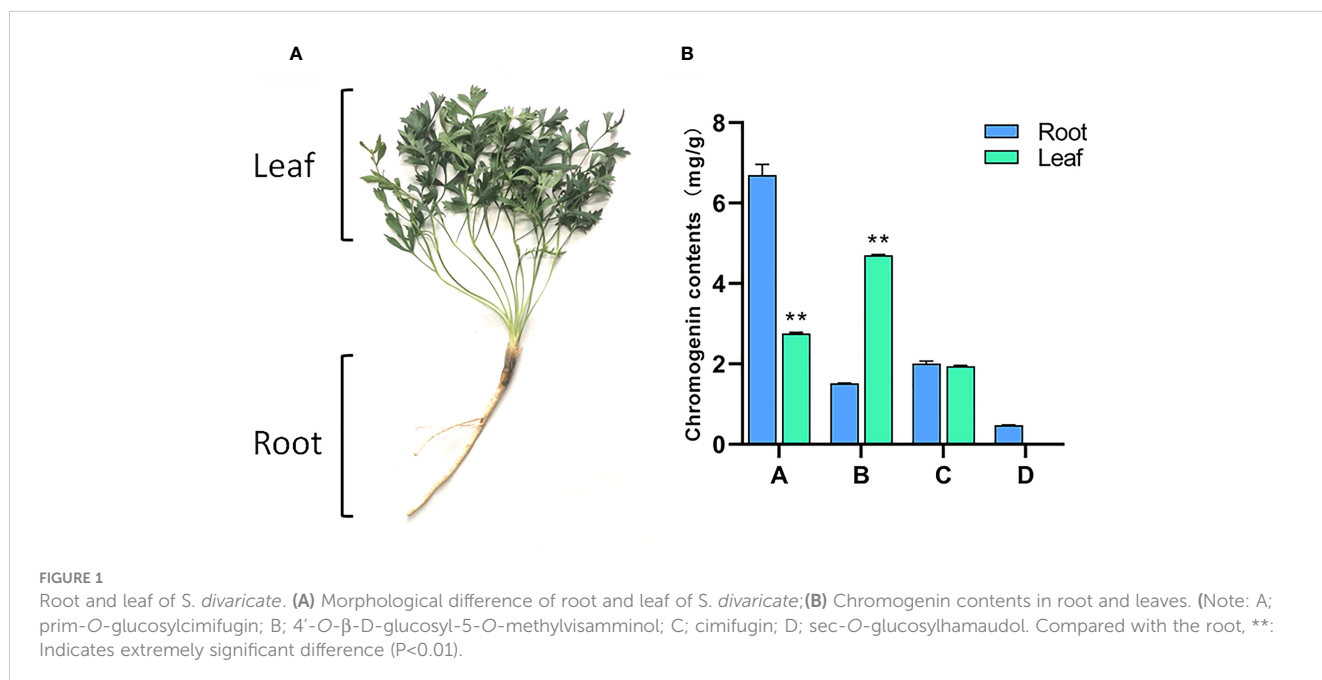 A
B
Leaf
Root
Chromogenin contents (mg/g)
8
6
4
2
0
Root
Leaf
**
**
A
B
C
D
FIGURE 1
Root and leaf of S. divaricate. (A) Morphological difference of root and leaf of S. divaricate;(B) Chromogenin contents in root and leaves. (Note: A;
prim-O-glucosylcimifugin; B; 4′-O-β-D-glucosyl-5-O-methylvisamminol; C; cimifugin; D; sec-O-glucosylhamaudol. Compared with the root, **:
Indicates extremely significant difference (P<0.01).